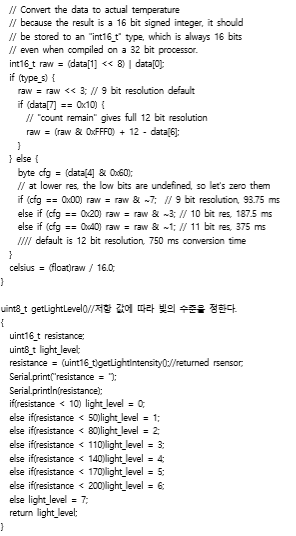 // Convert the data to actual temperature
// because the result is a 16 bit signed integer, it should
// be stored to an "int16_t" type, which is always 16 bits
// even when compiled on a 32 bit processor.
int16_t raw = (data[1] << 8) | data[0];
if (type_s) {
raw = raw << 3; // 9 bit resolution default
if (data[7] == 0x10) {
// "count remain" gives full 12 bit resolution
raw = (raw & 0xFFF0) + 12 - data[6];
}
} else {
byte cfg = (data[4] & 0x60);
// at lower res, the low bits are undefined, so let's zero them
if (cfg == 0x00) raw = raw & ~7;  // 9 bit resolution, 93.75 ms
else if (cfg == 0x20) raw = raw & ~3; // 10 bit res, 187.5 ms
else if (cfg == 0x40) raw = raw & ~1; // 11 bit res, 375 ms
//// default is 12 bit resolution, 750 ms conversion time
}
celsius = (float)raw / 16.0;
}
uint8_t getLightLevel()//저항 값에 따라 빛의 수준을 정한다.
{
uint16_t resistance;
uint8_t light_level;
resistance = (uint16_t)getLightIntensity();//returned rsensor;
Serial.print("resistance = ");
Serial.println(resistance);
if(resistance < 10) light_level = 0;
else if(resistance < 50)light_level = 1;
else if(resistance < 80)light_level = 2;
else if(resistance < 110)light_level = 3;
else if(resistance < 140)light_level = 4;
else if(resistance < 170)light_level = 5;
else if(resistance < 200)light_level = 6;
else light_level = 7;
return light_level;
}